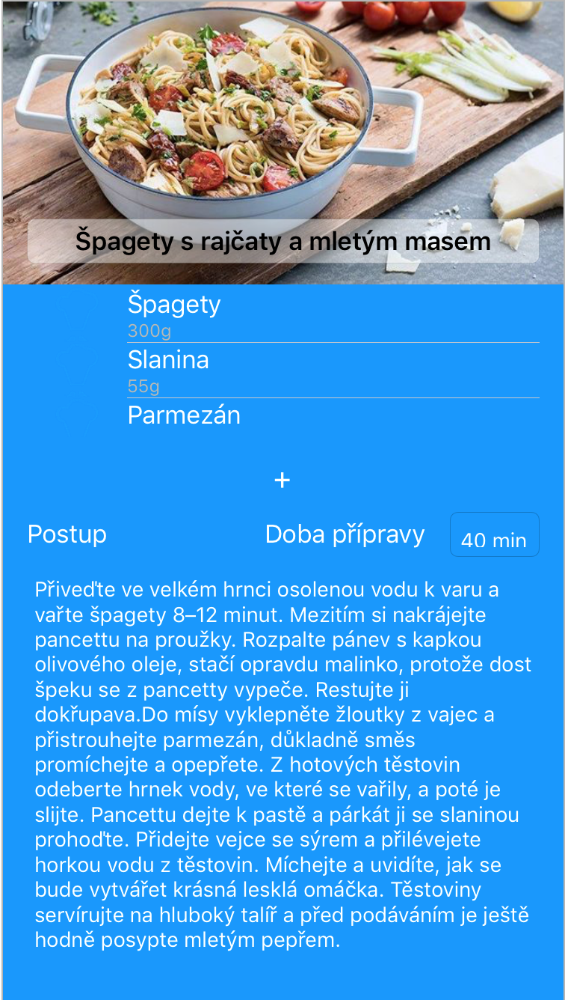 Špagety s rajčaty a mletým masem
Špagety
300g
Slanina
55g
Parmezán
+
Postup
Doba přípravy
40 min
Přiveďte ve velkém hrnci osolenou vodu k varu a
vařte špagety 8–12 minut. Mezitím si nakrájejte
pancettu na proužky. Rozpalte pánev s kapkou
olivového oleje, stačí opravdu malinko, protože dost
špeku se z pancetty vypeče. Restujte ji
dokřupava.Do mísy vyklepněte žloutky z vajec a
přistrouhejte parmezán, důkladně směs
promíchejte a opepřete. Z hotových těstovin
odeberte hrnek vody, ve které se vařily, a poté je
slijte. Pancettu dejte k pastě a párkát ji se slaninou
prohoďte. Přidejte vejce se sýrem a přilévejete
horkou vodu z těstovin. Míchejte a uvidíte, jak se
bude vytvářet krásná lesklá omáčka. Těstoviny
servírujte na hluboký talíř a před podáváním je ještě
hodně posypte mletým pepřem.